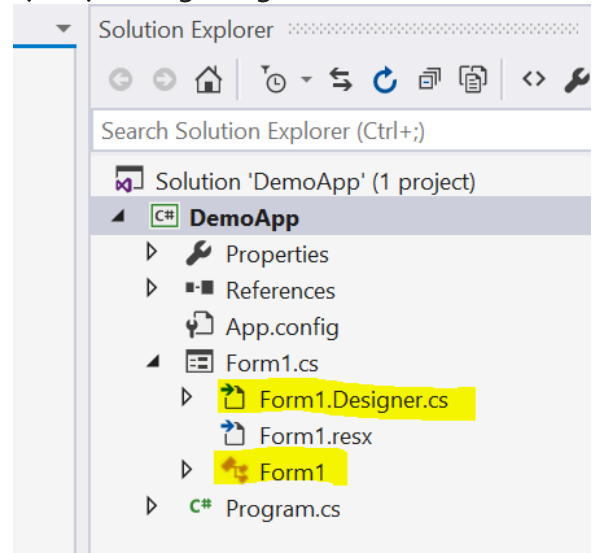 Solution Explorer
Search Solution Explorer (Ctrl+;)
Solution 'DemoApp' (1 project)
C# DemoApp
Properties
References
App.config
Form1.cs
Form1.Designer.cs
Form1.resx
Form1
C# Program.cs